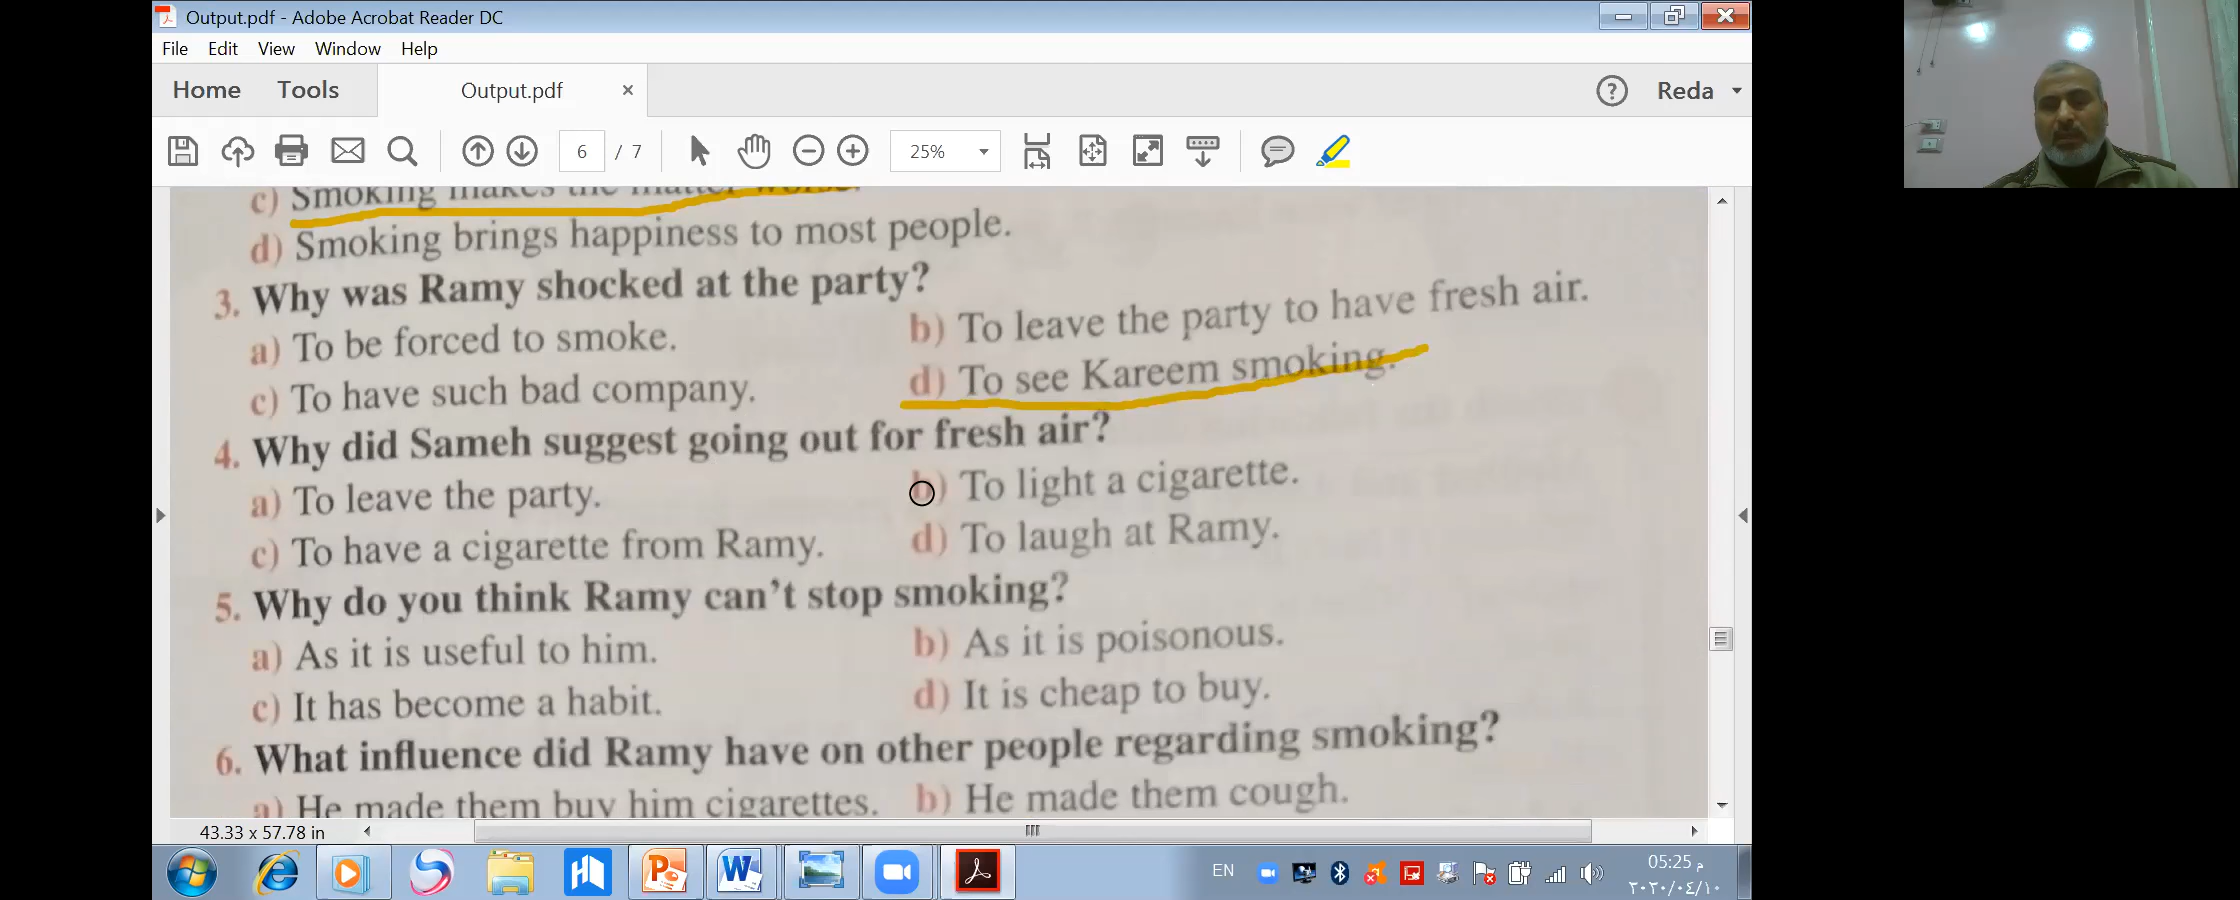 Output.pdf - Adobe Acrobat Reader DC
File Edit View Window Help
Home Tools Output.pdf × ? Reda
6 / 7 25%
c) Smoking makes the matter worse.
d) Smoking brings happiness to most people.
3. Why was Ramy shocked at the party?
a) To be forced to smoke. b) To leave the party to have fresh air.
c) To have such bad company. d) To see Kareem smoking.
4. Why did Sameh suggest going out for fresh air?
a) To leave the party. b) To light a cigarette.
c) To have a cigarette from Ramy. d) To laugh at Ramy.
5. Why do you think Ramy can't stop smoking?
a) As it is useful to him. b) As it is poisonous.
c) It has become a habit. d) It is cheap to buy.
6. What influence did Ramy have on other people regarding smoking?
a) He made them buy him cigarettes. b) He made them cough.
43.33 x 57.78 in
EN 05:25 م
٢٠٢٠/٠٤/١٠